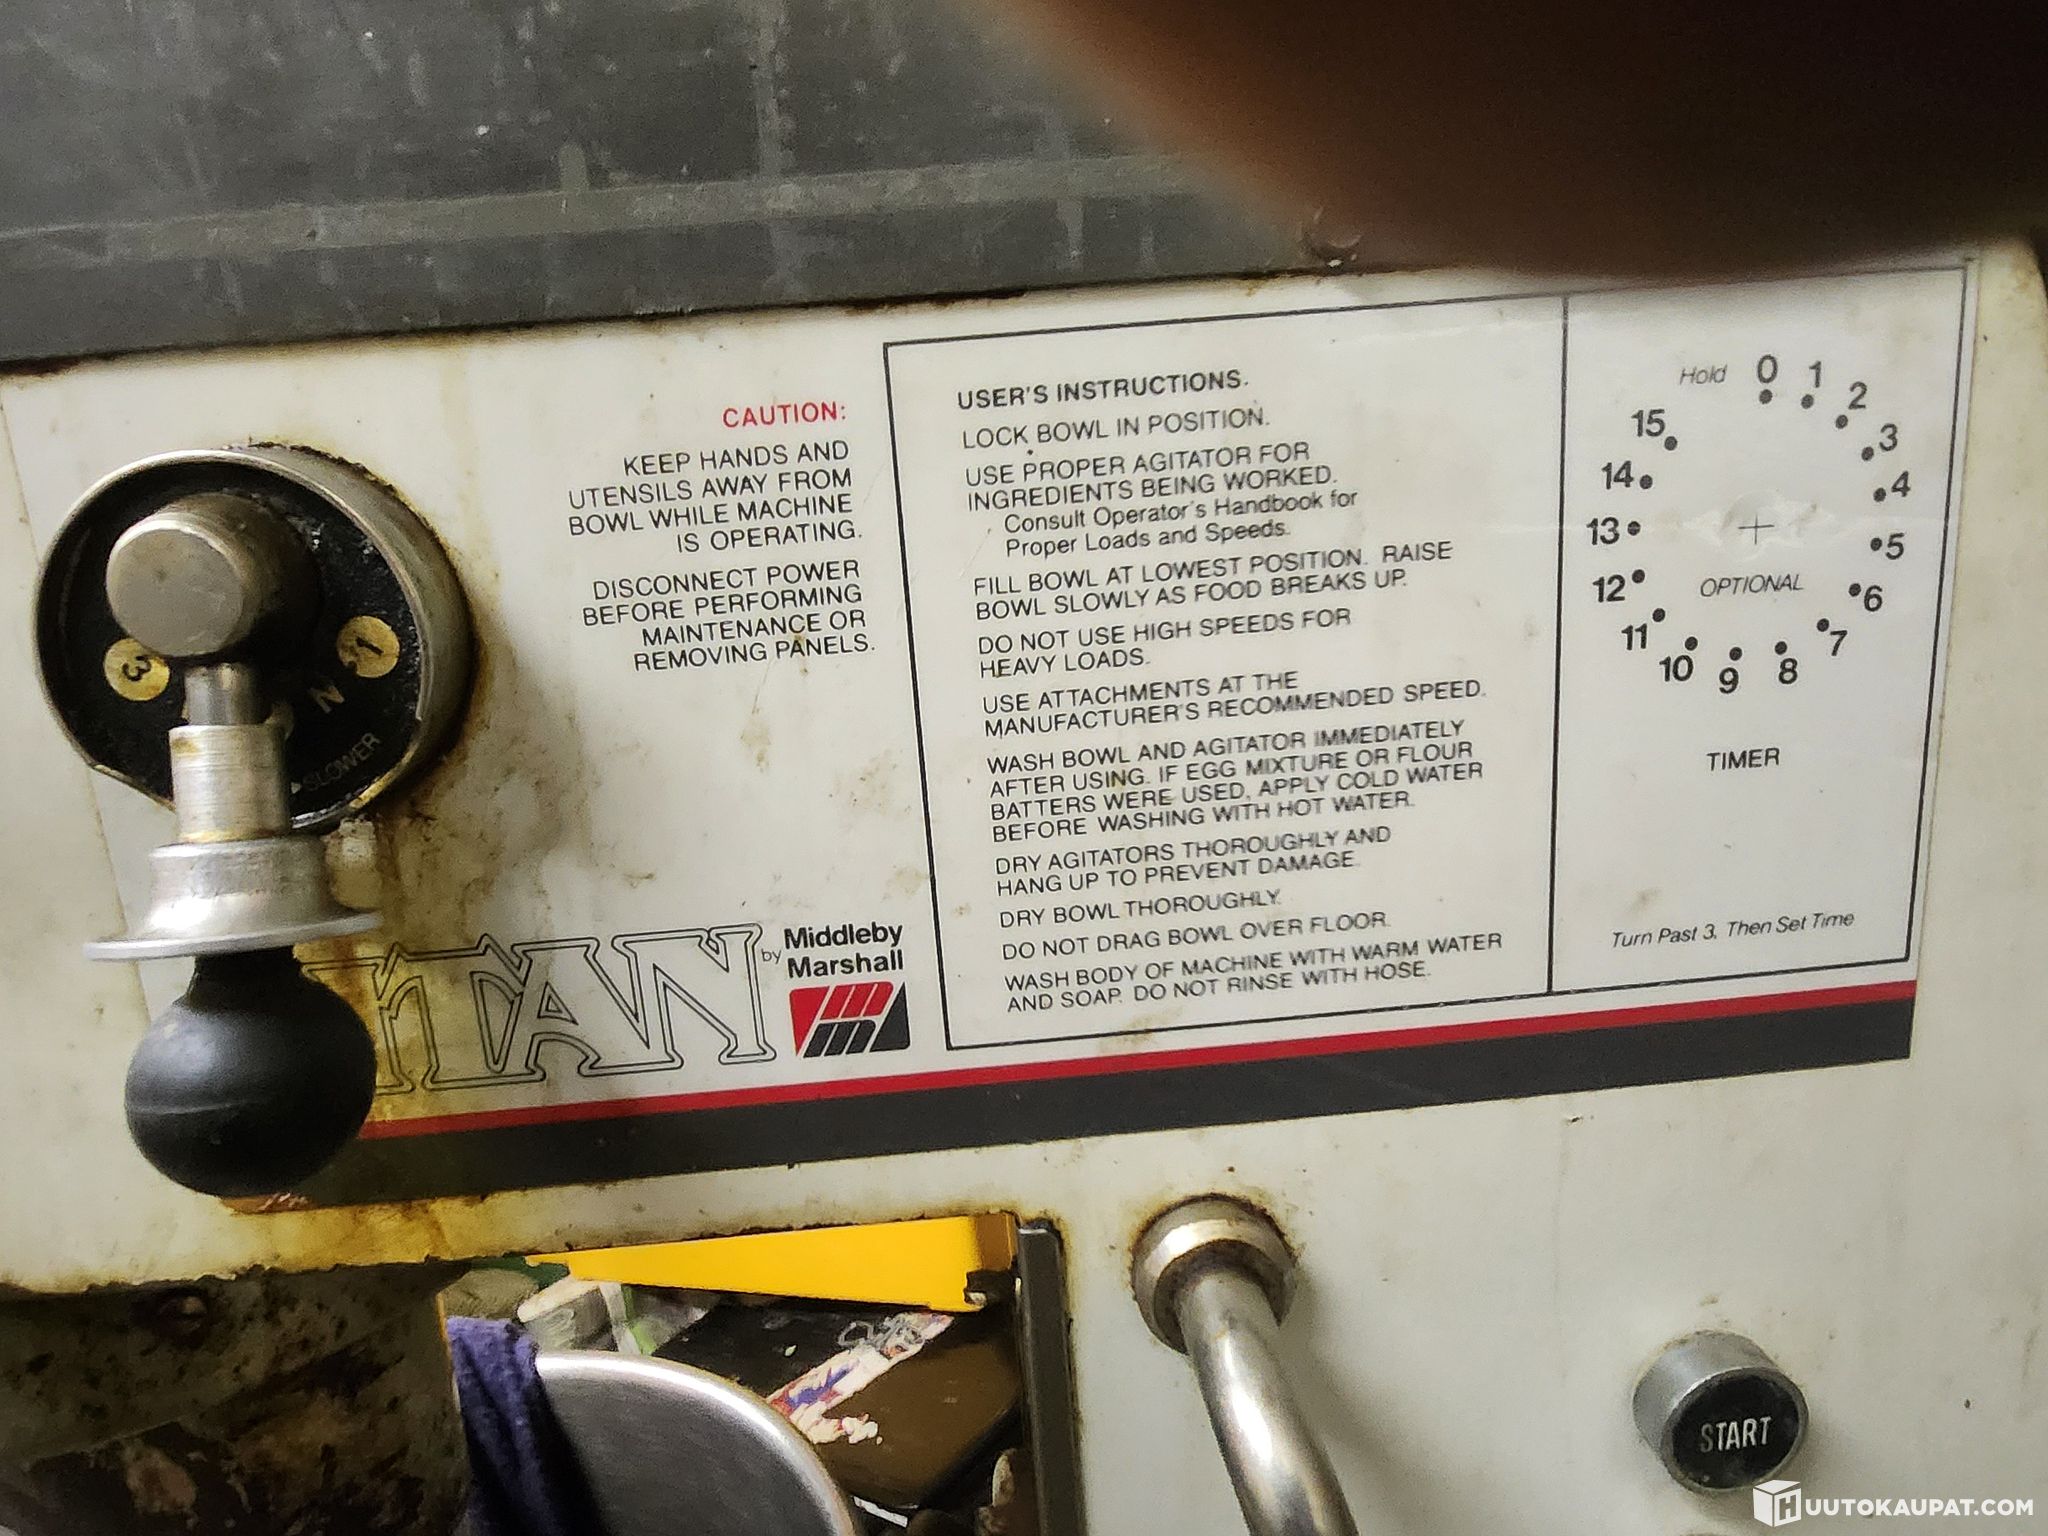 CAUTION:
KEEP HANDS AND
UTENSILS AWAY FROM
BOWL WHILE MACHINE
IS OPERATING.
DISCONNECT POWER
BEFORE PERFORMING
MAINTENANCE OR
REMOVING PANELS.
3
N
1
SLOWER
by Middleby
Marshall
USER'S INSTRUCTIONS.
LOCK BOWL IN POSITION.
USE PROPER AGITATOR FOR
INGREDIENTS BEING WORKED.
Consult Operator's Handbook for
Proper Loads and Speeds.
FILL BOWL AT LOWEST POSITION. RAISE
BOWL SLOWLY AS FOOD BREAKS UP.
DO NOT USE HIGH SPEEDS FOR
HEAVY LOADS.
USE ATTACHMENTS AT THE
MANUFACTURER'S RECOMMENDED SPEED.
WASH BOWL AND AGITATOR IMMEDIATELY
AFTER USING. IF EGG MIXTURE OR FLOUR
BATTERS WERE USED, APPLY COLD WATER
BEFORE WASHING WITH HOT WATER.
DRY AGITATORS THOROUGHLY AND
HANG UP TO PREVENT DAMAGE.
DRY BOWL THOROUGHLY.
DO NOT DRAG BOWL OVER FLOOR.
WASH BODY OF MACHINE WITH WARM WATER
AND SOAP. DO NOT RINSE WITH HOSE.
Hold 0 1 2 3 4 5 6 7 8 9 10 11 12 13 14 15
OPTIONAL
TIMER
Turn Past 3, Then Set Time
START
HUUTOKAUPAT.COM